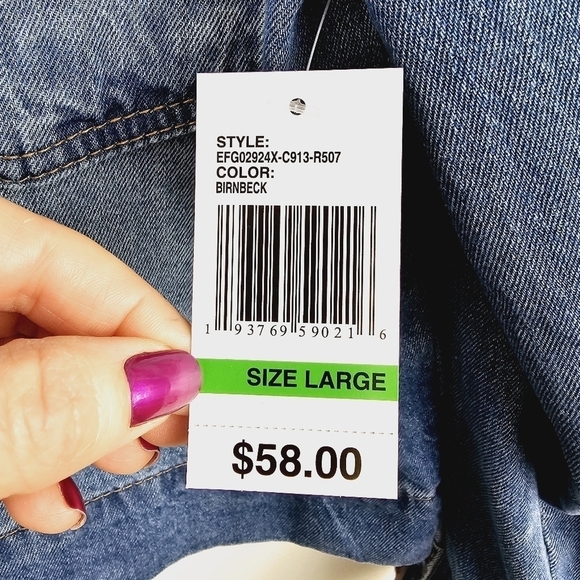 STYLE:
EFG02924X-C913-R507
COLOR:
BIRNBECK
1 93769 59021 6
SIZE LARGE
$58.00